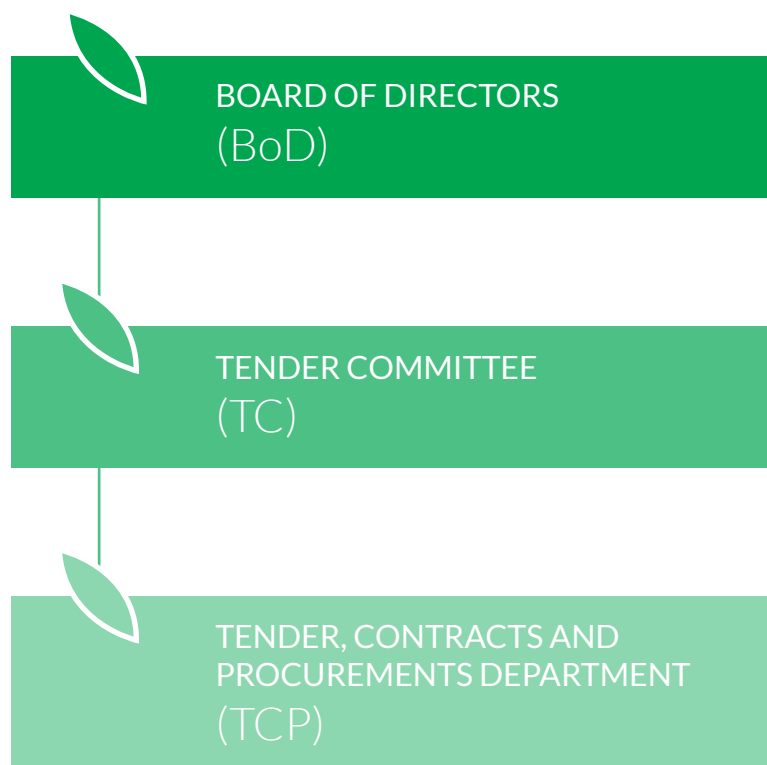 BOARD OF DIRECTORS
(BoD)
TENDER COMMITTEE
(TC)
TENDER, CONTRACTS AND
PROCUREMENTS DEPARTMENT
(TCP)